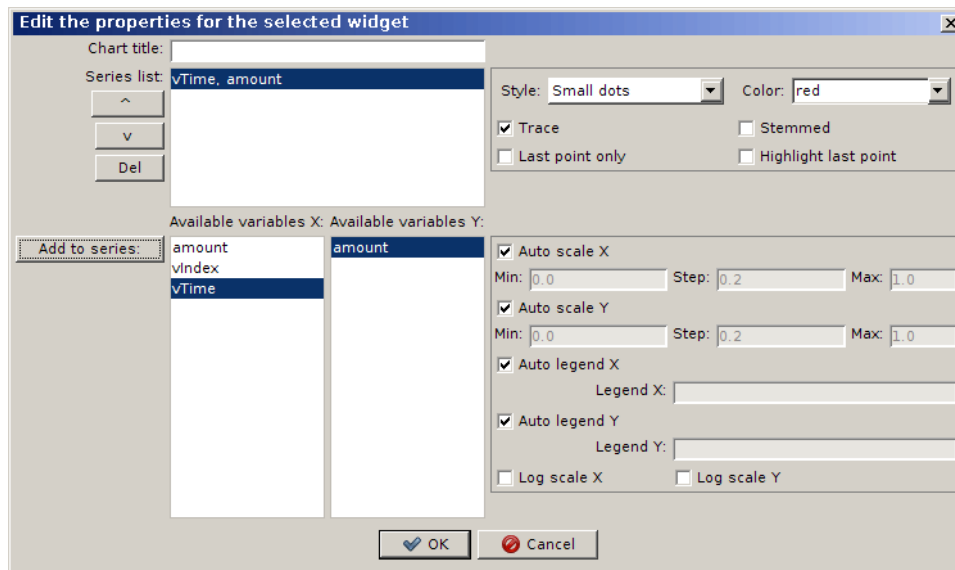 Edit the properties for the selected widget
Chart title:
Series list:
vTime, amount
^
v
Del
Style: Small dots Color: red
Trace Stemmed
Last point only Highlight last point
Available variables X: Available variables Y:
Add to series:
amount
vIndex
vTime
amount
Auto scale X
Min: 0.0 Step: 0.2 Max: 1.0
Auto scale Y
Min: 0.0 Step: 0.2 Max: 1.0
Auto legend X
Legend X:
Auto legend Y
Legend Y:
Log scale X Log scale Y
OK Cancel